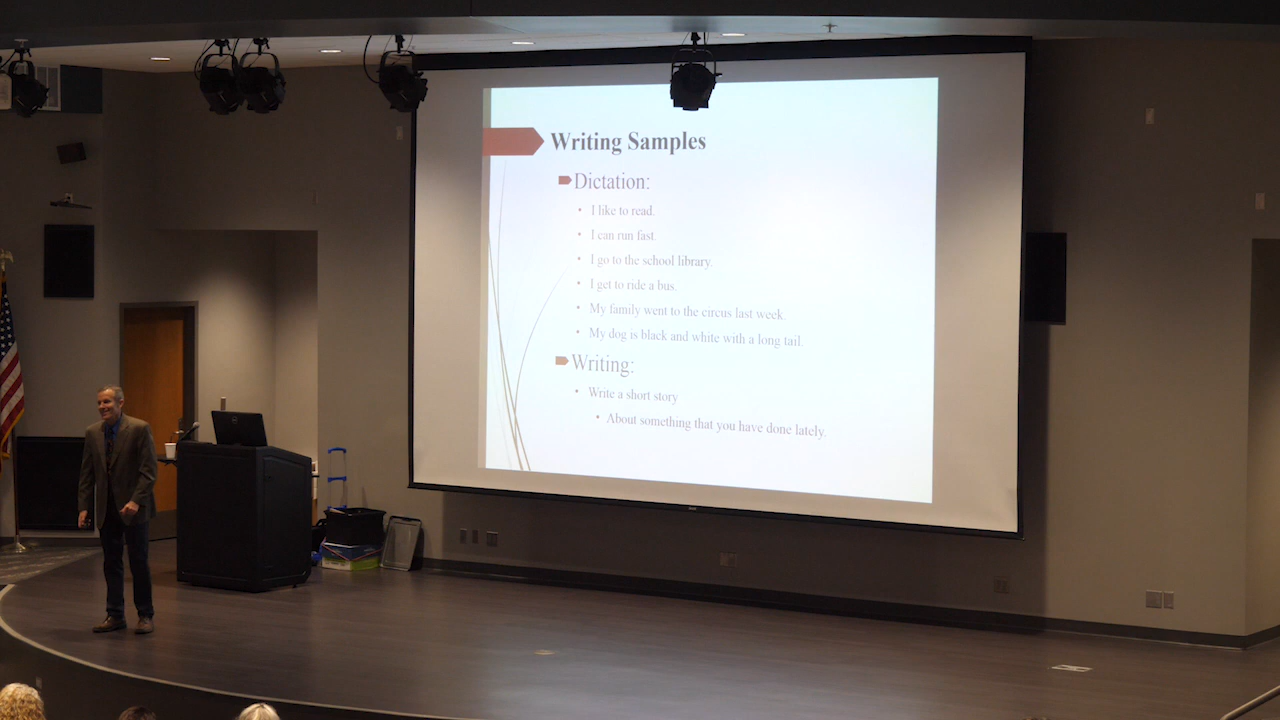 Writing Samples
Dictation:
• I like to read.
• I can run fast.
• I go to the school library.
• I get to ride a bus.
• My family went to the circus last week.
• My dog is black and white with a long tail.
Writing:
• Write a short story
• About something that you have done lately.